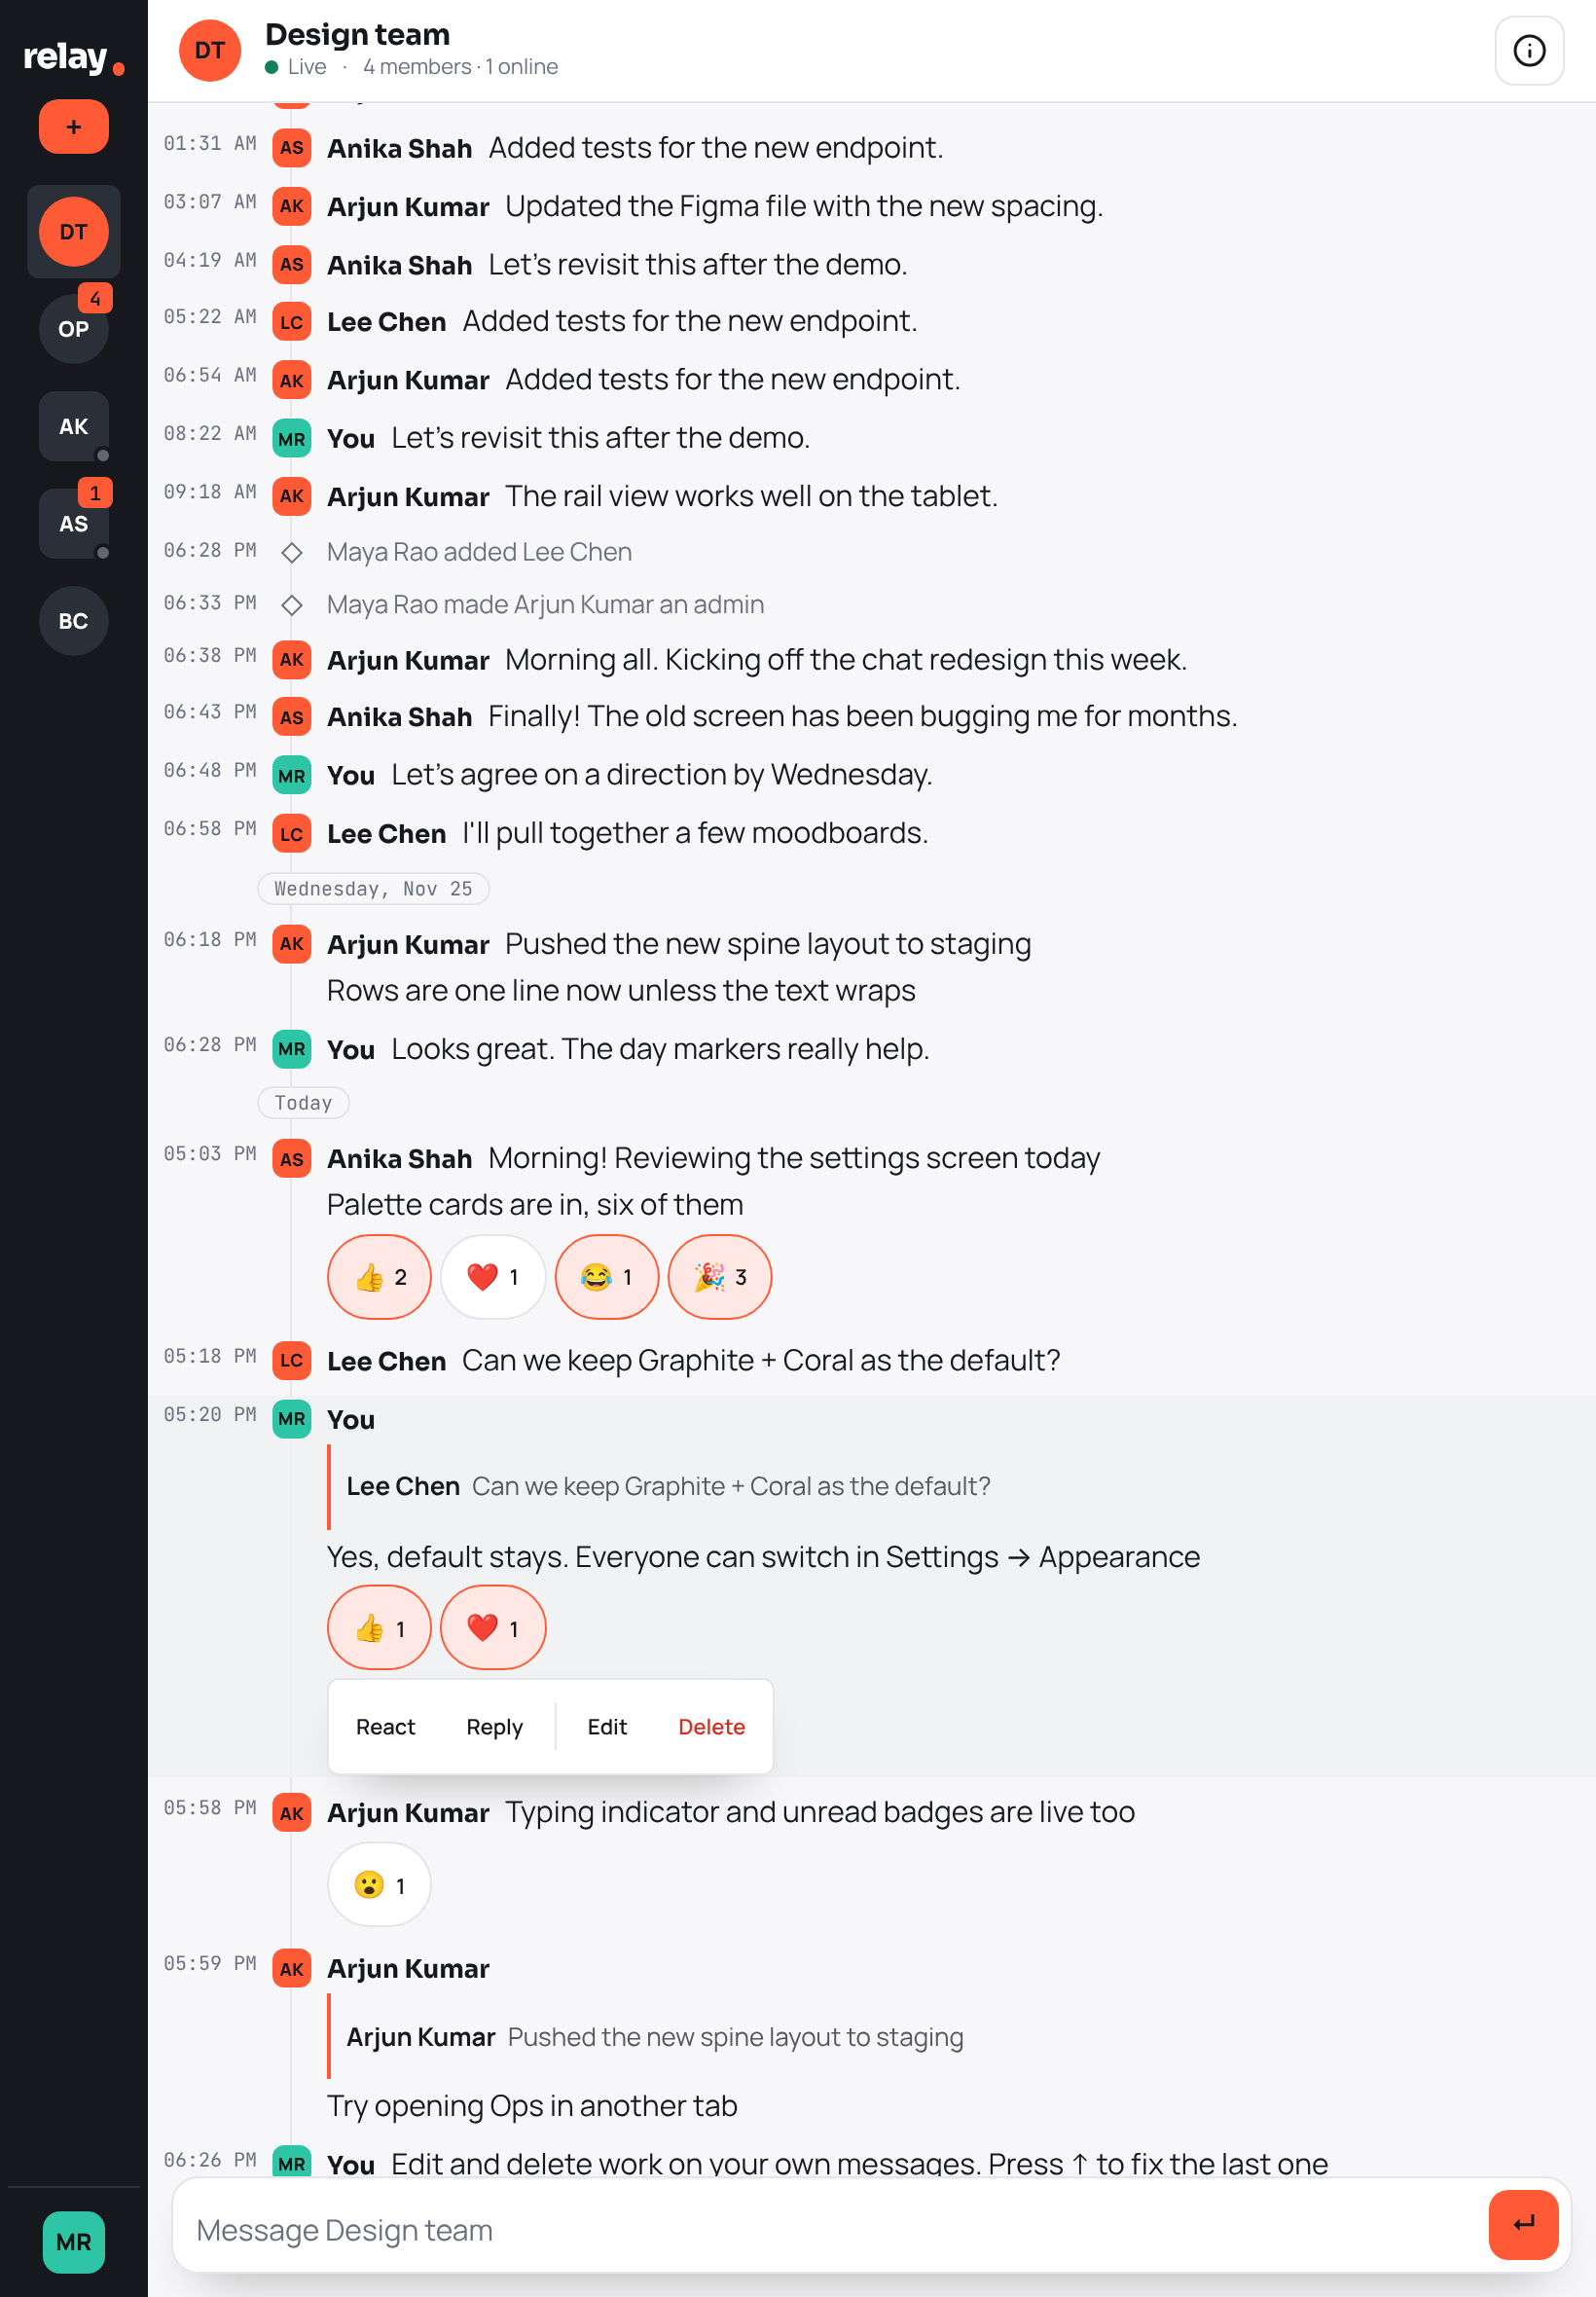 relay.
+
DT
4
OP
AK
1
AS
BC
MR
DT
Design team
Live · 4 members · 1 online
01:31 AM AS Anika Shah Added tests for the new endpoint.
03:07 AM AK Arjun Kumar Updated the Figma file with the new spacing.
04:19 AM AS Anika Shah Let's revisit this after the demo.
05:22 AM LC Lee Chen Added tests for the new endpoint.
06:54 AM AK Arjun Kumar Added tests for the new endpoint.
08:22 AM MR You Let's revisit this after the demo.
09:18 AM AK Arjun Kumar The rail view works well on the tablet.
06:28 PM Maya Rao added Lee Chen
06:33 PM Maya Rao made Arjun Kumar an admin
06:38 PM AK Arjun Kumar Morning all. Kicking off the chat redesign this week.
06:43 PM AS Anika Shah Finally! The old screen has been bugging me for months.
06:48 PM MR You Let's agree on a direction by Wednesday.
06:58 PM LC Lee Chen I'll pull together a few moodboards.
Wednesday, Nov 25
06:18 PM AK Arjun Kumar Pushed the new spine layout to staging
Rows are one line now unless the text wraps
06:28 PM MR You Looks great. The day markers really help.
Today
05:03 PM AS Anika Shah Morning! Reviewing the settings screen today
Palette cards are in, six of them
👍 2 ❤️ 1 😂 1 🎉 3
05:18 PM LC Lee Chen Can we keep Graphite + Coral as the default?
05:20 PM MR You
Lee Chen Can we keep Graphite + Coral as the default?
Yes, default stays. Everyone can switch in Settings → Appearance
👍 1 ❤️ 1
React Reply Edit Delete
05:58 PM AK Arjun Kumar Typing indicator and unread badges are live too
😮 1
05:59 PM AK Arjun Kumar
Arjun Kumar Pushed the new spine layout to staging
Try opening Ops in another tab
06:26 PM MR You Edit and delete work on your own messages. Press ↑ to fix the last one
Message Design team